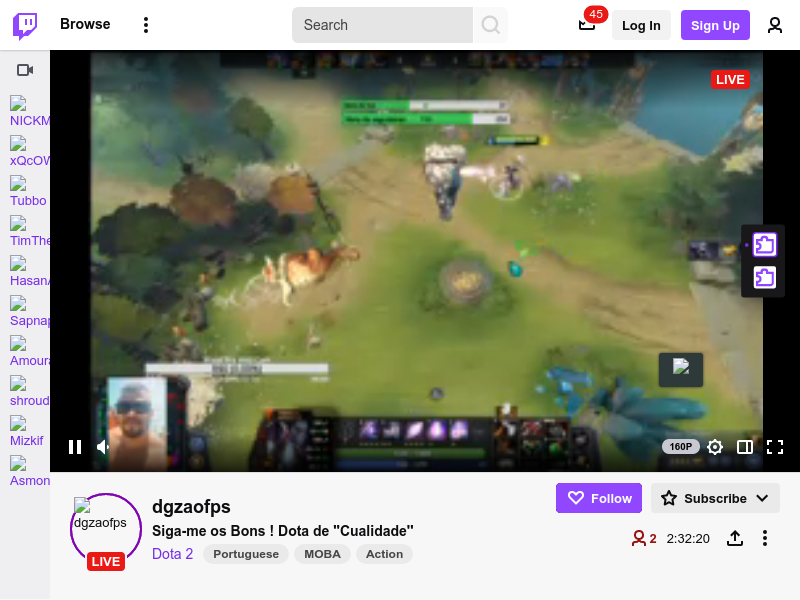 Browse
Search
45
Log In
Sign Up
LIVE
NICKM
xQcOW
Tubbo
TimThe
HasanA
Sapnap
Amoura
shroud
Mizkif
Asmon
160P
dgzaofps
LIVE
dgzaofps
Siga-me os Bons ! Dota de "Cualidade"
Dota 2
Portuguese
MOBA
Action
Follow
Subscribe
2
2:32:20